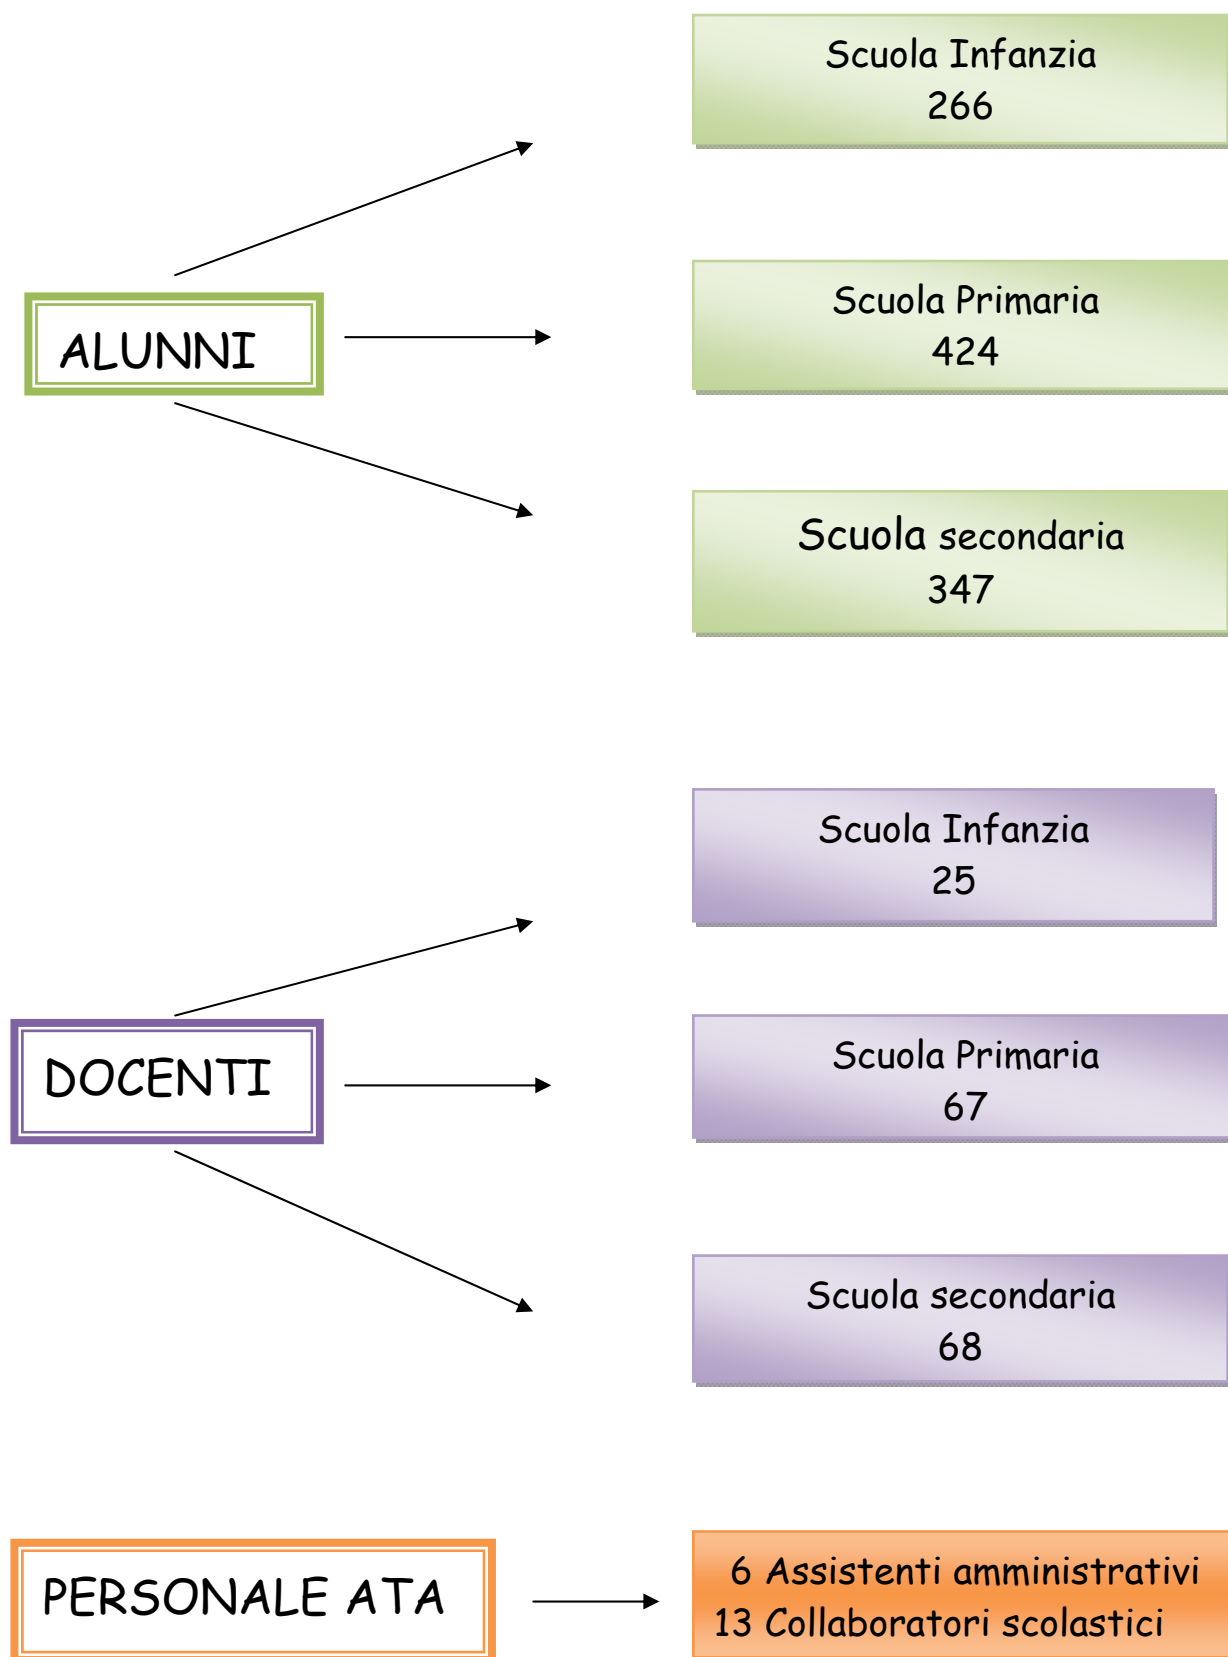 Scuola Infanzia
266
ALUNNI
Scuola Primaria
424
Scuola secondaria
347
Scuola Infanzia
25
DOCENTI
Scuola Primaria
67
Scuola secondaria
68
PERSONALE ATA
6 Assistenti amministrativi
13 Collaboratori scolastici